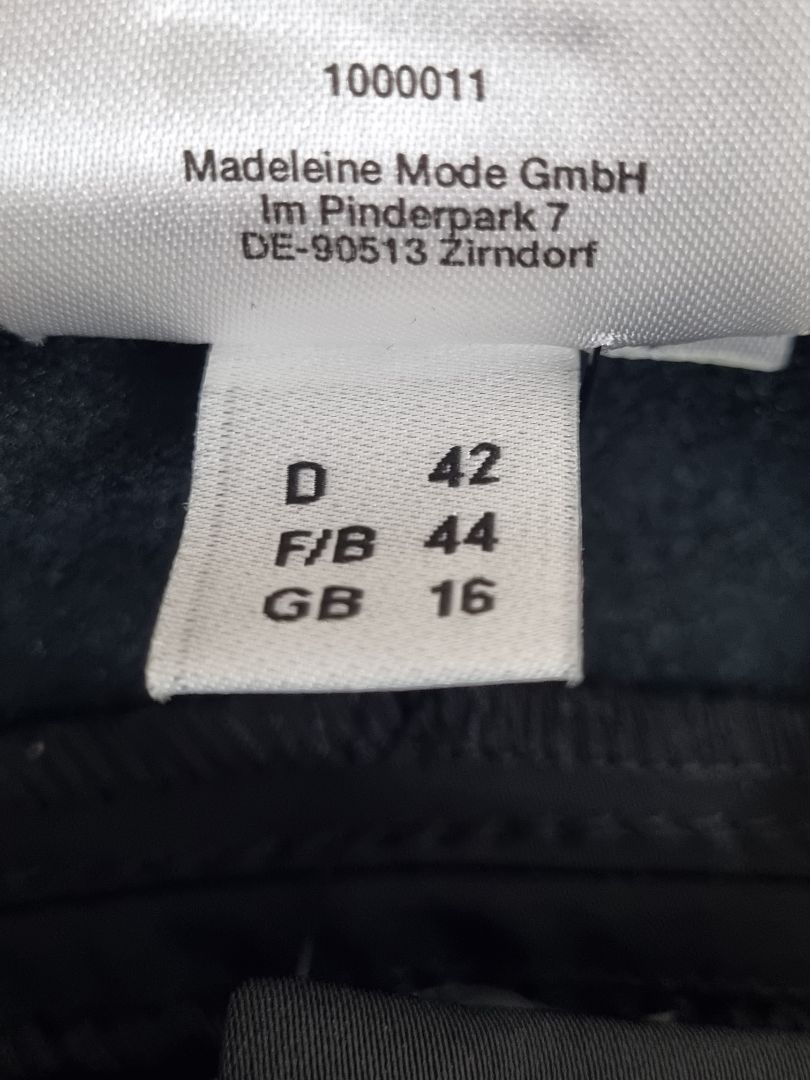 1000011
Madeleine Mode GmbH
Im Pinderpark 7
DE-90513 Zirndorf
D 42
F/B 44
GB 16